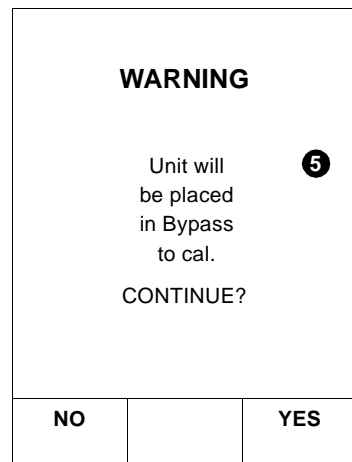 WARNING
Unit will
5
be placed
in Bypass
to cal.
CONTINUE?
NO YES